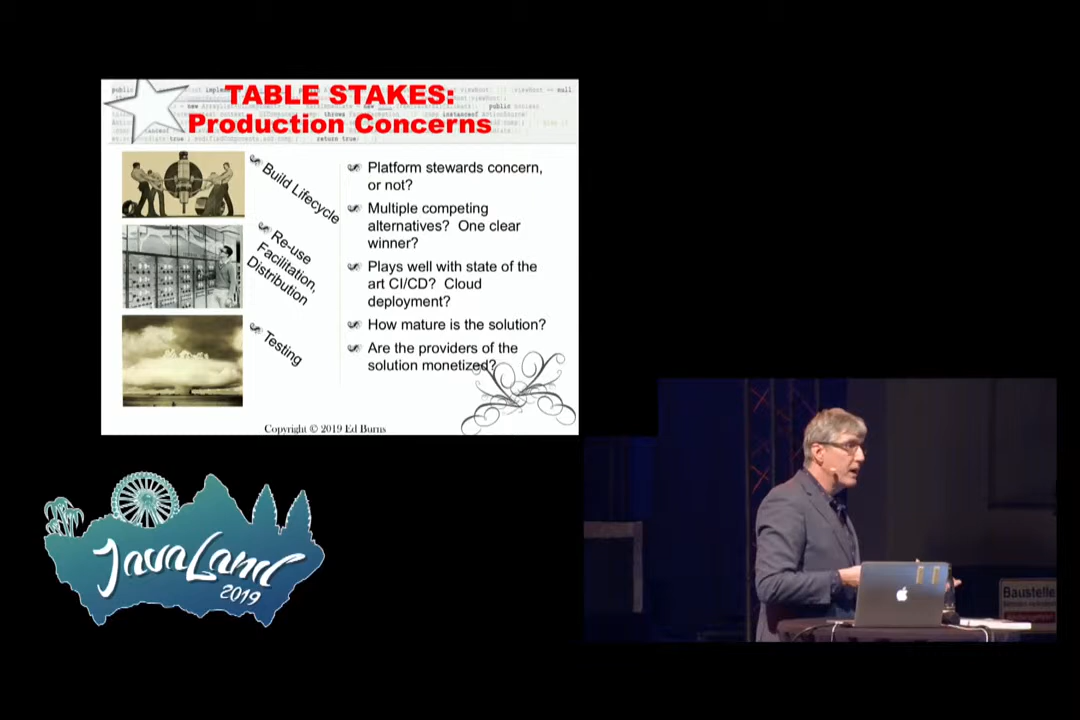 TABLE STAKES:
Production Concerns
Build Lifecycle
Re-use
Facilitation,
Distribution
Testing
Platform stewards concern,
or not?
Multiple competing
alternatives? One clear
winner?
Plays well with state of the
art CI/CD? Cloud
deployment?
How mature is the solution?
Are the providers of the
solution monetized?
Copyright © 2019 Ed Burns
JavaLand
2019
Baustelle